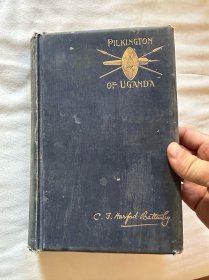 PILKINGTON
OF UGANDA
C. F. Harford-Battersby